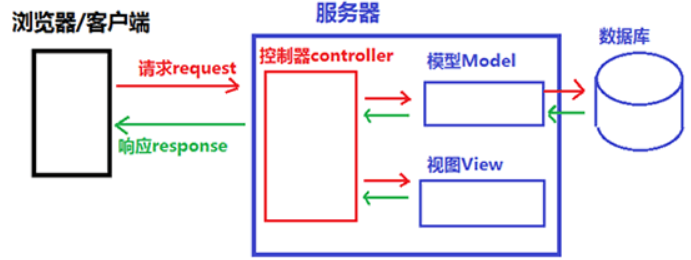 服务器
浏览器/客户端
数据库
控制器controller
模型Model
请求request
响应response
视图View